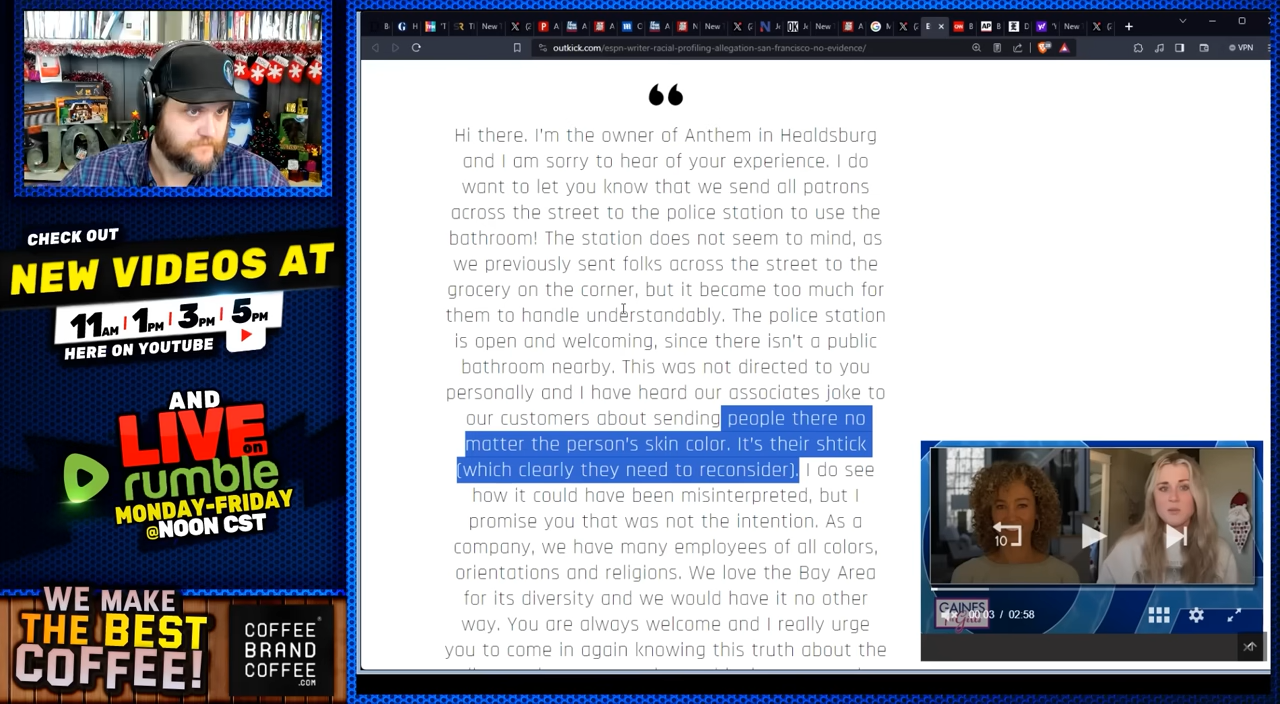 JOY
CHECK OUT
NEW VIDEOS AT
11AM | 1PM | 3PM | 5PM
HERE ON YOUTUBE
AND
LIVE on
rumble
MONDAY-FRIDAY
@NOON CST
WE MAKE
THE BEST
COFFEE!
COFFEE
BRAND
COFFEE
.COM
New
New
New
New
outkick.com/espn-writer-racial-profiling-allegation-san-francisco-no-evidence/
VPN
“
Hi there. I'm the owner of Anthem in Healdsburg
and I am sorry to hear of your experience. I do
want to let you know that we send all patrons
across the street to the police station to use the
bathroom! The station does not seem to mind, as
we previously sent folks across the street to the
grocery on the corner, but it became too much for
them to handle understandably. The police station
is open and welcoming, since there isn't a public
bathroom nearby. This was not directed to you
personally and I have heard our associates joke to
our customers about sending people there no
matter the person's skin color. It's their shtick
(which clearly they need to reconsider). I do see
how it could have been misinterpreted, but I
promise you that was not the intention. As a
company, we have many employees of all colors,
orientations and religions. We love the Bay Area
for its diversity and we would have it no other
way. You are always welcome and I really urge
you to come in again knowing this truth about the
10
GAINES
00:03 / 02:58